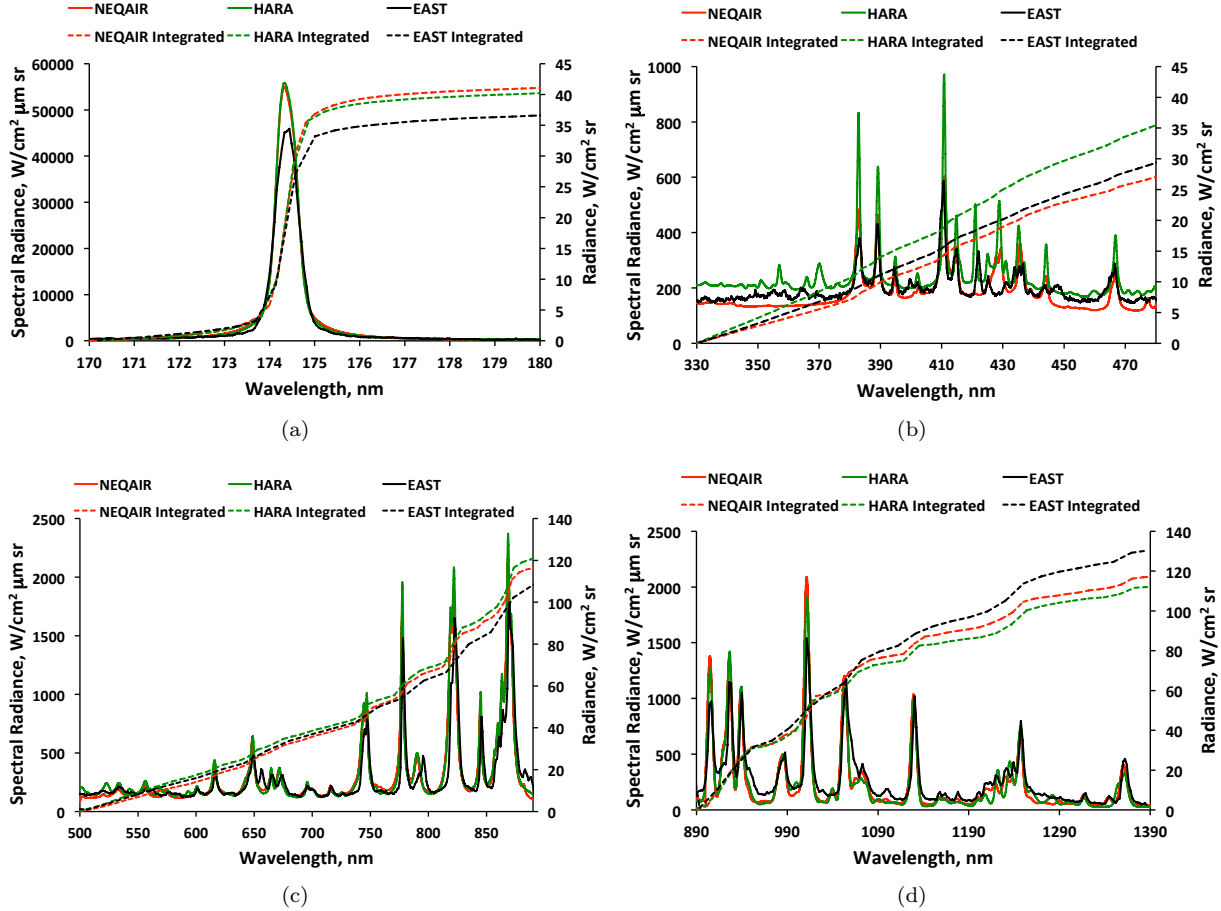 NEQAIR HARA EAST
NEQAIR Integrated HARA Integrated EAST Integrated
60000
50000
40000
30000
20000
10000
0
Spectral Radiance, W/cm² µm sr
45
40
35
30
25
20
15
10
5
0
Radiance, W/cm² sr
170 171 172 173 174 175 176 177 178 179 180
Wavelength, nm
(a)
NEQAIR HARA EAST
NEQAIR Integrated HARA Integrated EAST Integrated
1000
800
600
400
200
0
Spectral Radiance, W/cm² µm sr
45
40
35
30
25
20
15
10
5
0
Radiance, W/cm² sr
330 350 370 390 410 430 450 470
Wavelength, nm
(b)
NEQAIR HARA EAST
NEQAIR Integrated HARA Integrated EAST Integrated
2500
2000
1500
1000
500
0
Spectral Radiance, W/cm² µm sr
140
120
100
80
60
40
20
0
Radiance, W/cm² sr
500 550 600 650 700 750 800 850
Wavelength, nm
(c)
NEQAIR HARA EAST
NEQAIR Integrated HARA Integrated EAST Integrated
2500
2000
1500
1000
500
0
Spectral Radiance, W/cm² µm sr
140
120
100
80
60
40
20
0
Radiance, W/cm² sr
890 990 1090 1190 1290 1390
Wavelength, nm
(d)